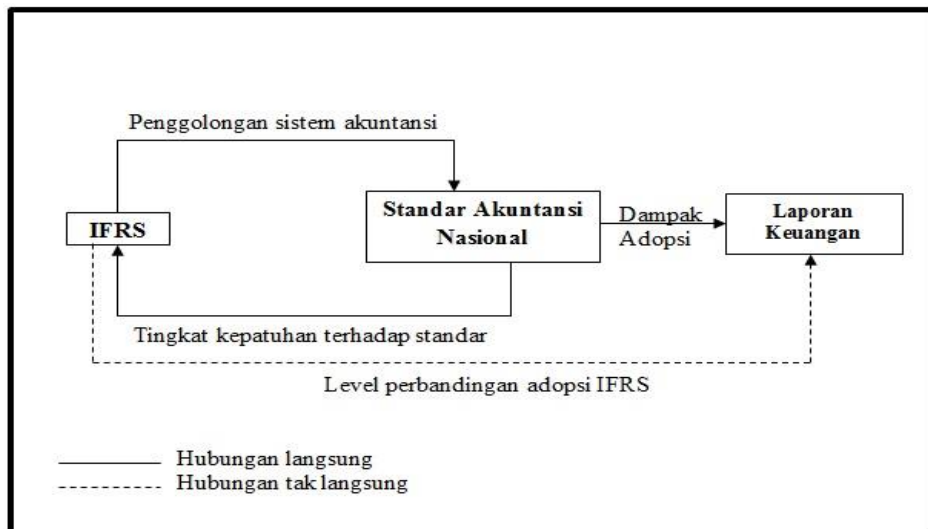 Penggolongan sistem akuntansi
IFRS
Standar Akuntansi
Nasional
Dampak
Adopsi
Laporan
Keuangan
Tingkat kepatuhan terhadap standar
Level perbandingan adopsi IFRS
Hubungan langsung
Hubungan tak langsung